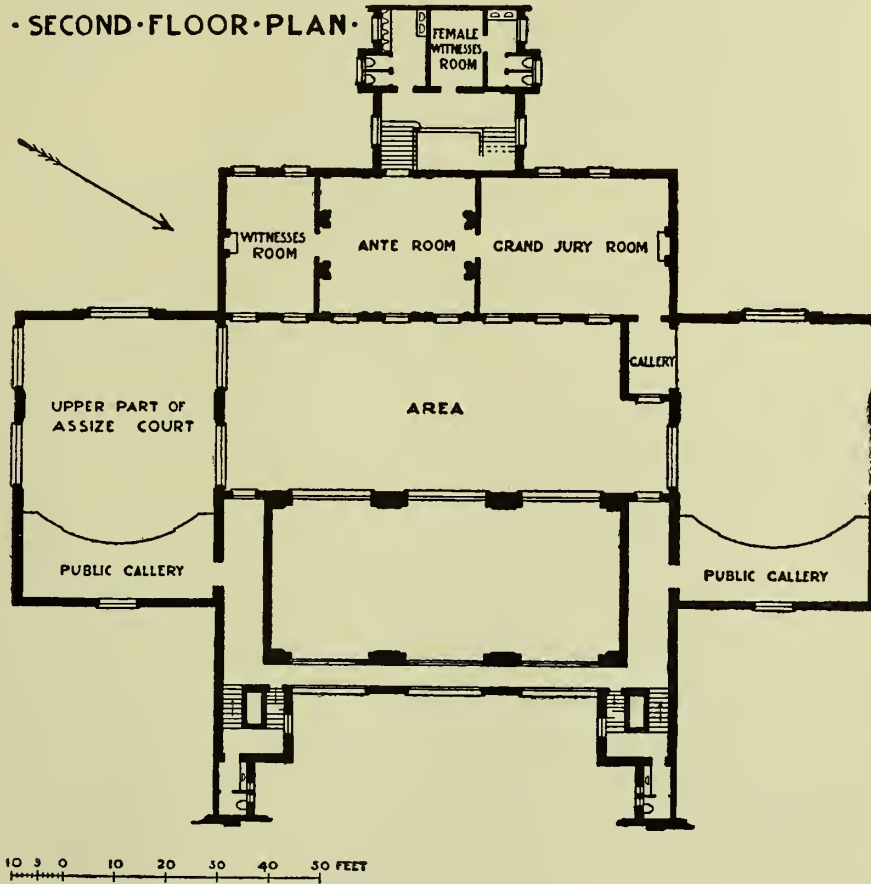 · SECOND · FLOOR · PLAN ·
FEMALE
WITNESSES
ROOM
WITNESSES
ROOM
ANTE ROOM
GRAND JURY ROOM
GALLERY
UPPER PART OF
ASSIZE COURT
AREA
PUBLIC GALLERY
PUBLIC GALLERY
10 5 0 10 20 30 40 50 FEET